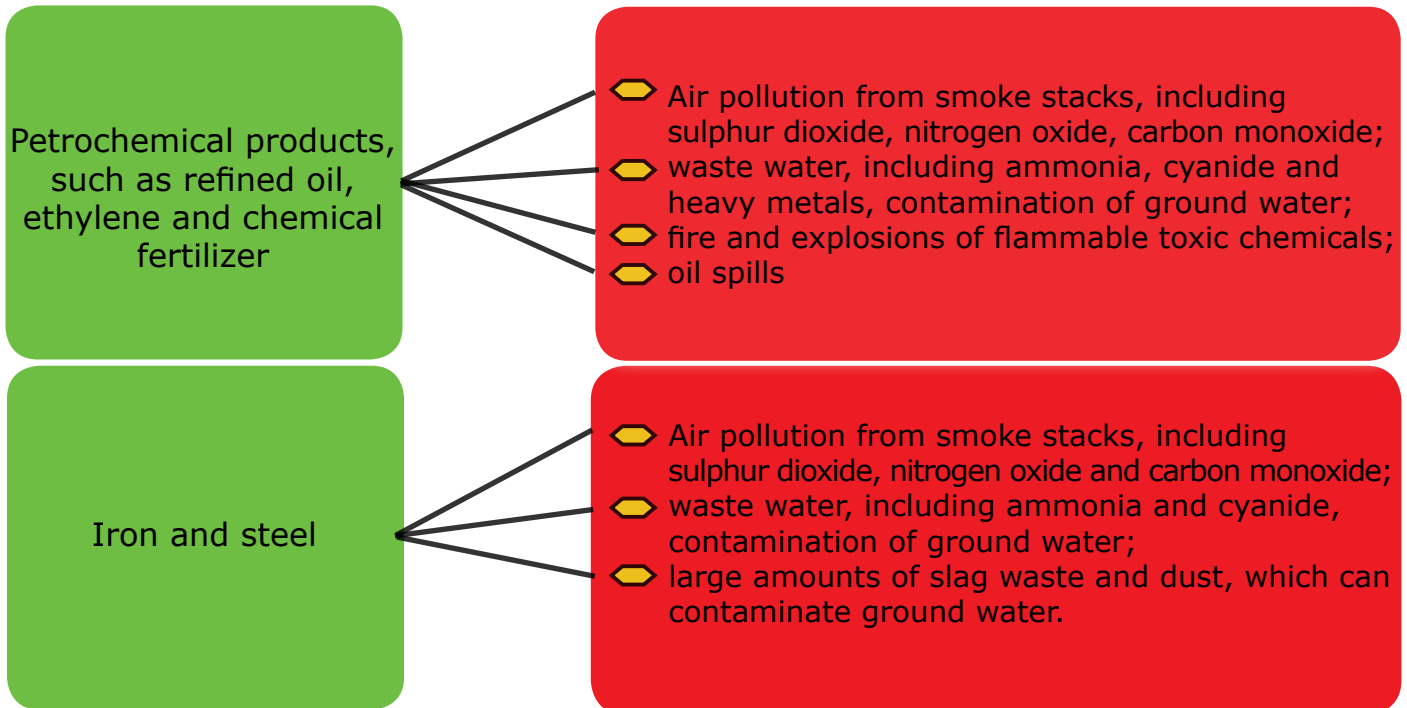 Petrochemical products,
such as refined oil,
ethylene and chemical
fertilizer
Air pollution from smoke stacks, including
sulphur dioxide, nitrogen oxide, carbon monoxide;
waste water, including ammonia, cyanide and
heavy metals, contamination of ground water;
fire and explosions of flammable toxic chemicals;
oil spills
Iron and steel
Air pollution from smoke stacks, including
sulphur dioxide, nitrogen oxide and carbon monoxide;
waste water, including ammonia and cyanide,
contamination of ground water;
large amounts of slag waste and dust, which can
contaminate ground water.